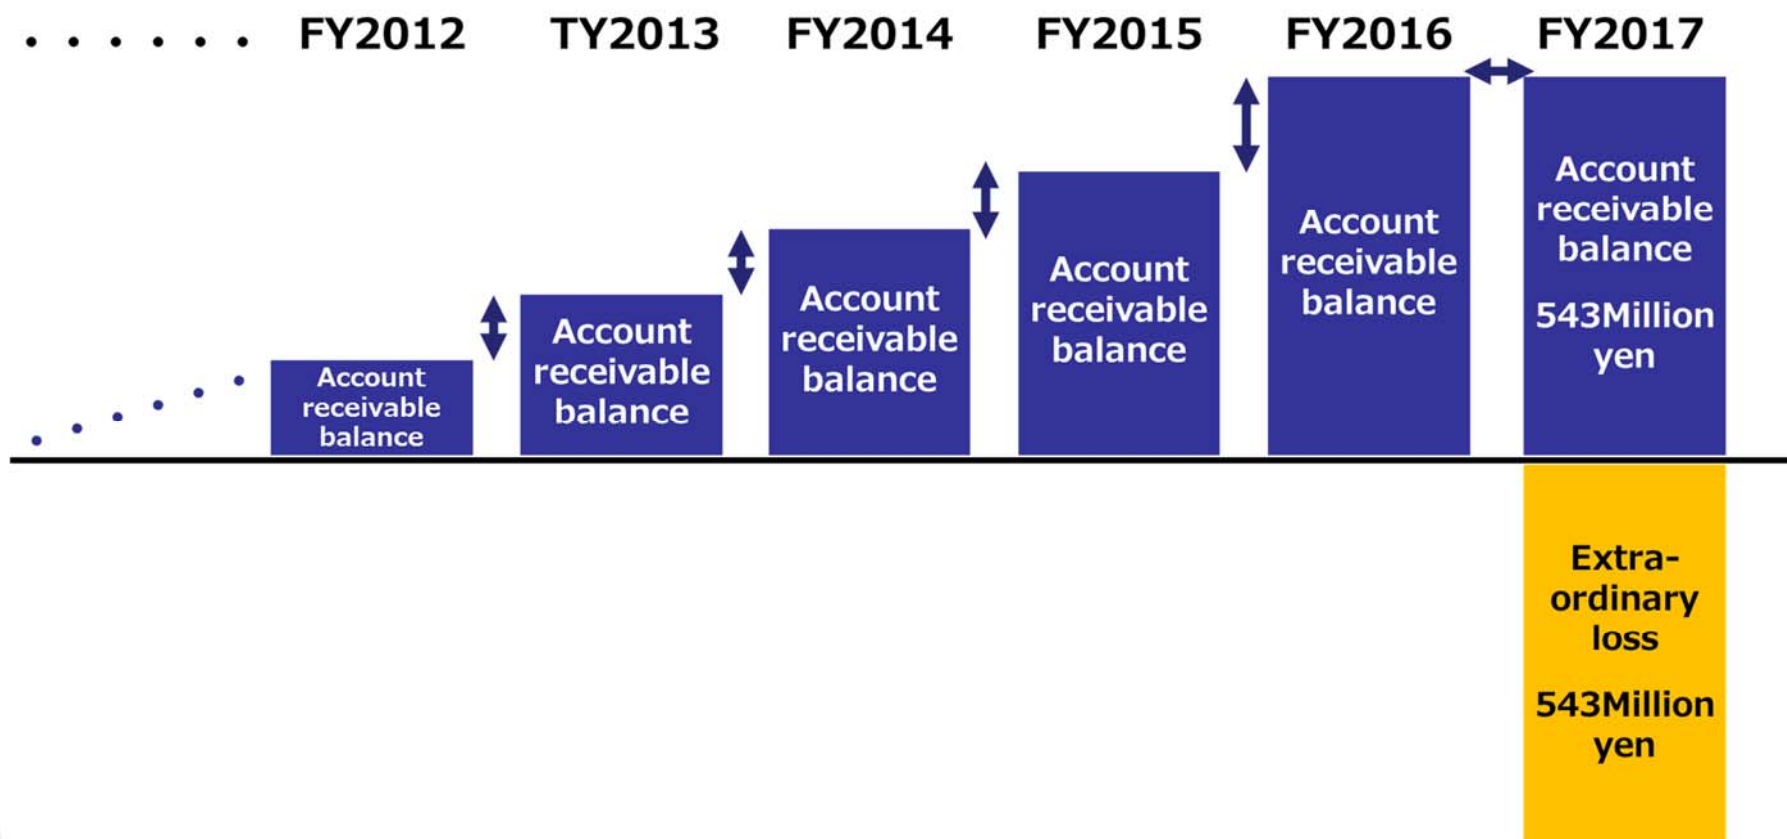 FY2012 TY2013 FY2014 FY2015 FY2016 FY2017
Account
receivable
balance
Account
receivable
balance
Account
receivable
balance
Account
receivable
balance
Account
receivable
balance
Account
receivable
balance
543Million
yen
Extra-
ordinary
loss
543Million
yen